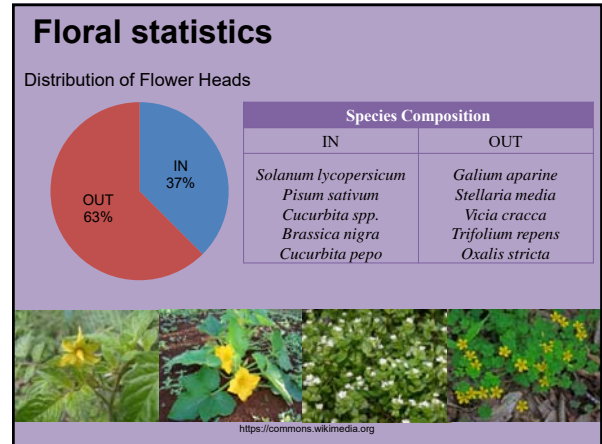 Floral statistics
Distribution of Flower Heads
IN
37%
OUT
63%
Species Composition
IN OUT
Solanum lycopersicum Galium aparine
Pisum sativum Stellaria media
Cucurbita spp. Vicia cracca
Brassica nigra Trifolium repens
Cucurbita pepo Oxalis stricta
https://commons.wikimedia.org